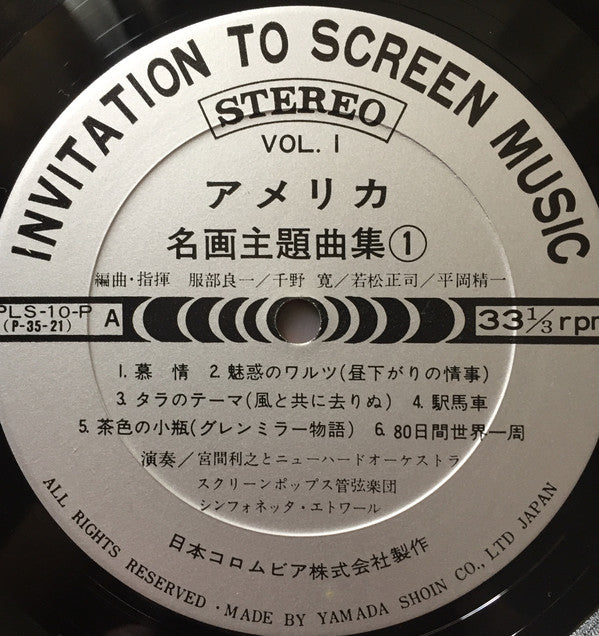 INVITATION TO SCREEN MUSIC
STEREO
VOL. 1
アメリカ
名画主題曲集①
編曲・指揮 服部良一/千野 寛/若松正司/平岡精一
PLS-10-P
(P-35-21) A
33 1/3 rpm
1. 慕 情 2. 魅惑のワルツ(昼下がりの情事)
3. タラのテーマ(風と共に去りぬ) 4. 駅馬車
5. 茶色の小瓶(グレンミラー物語) 6. 80日間世界一周
演奏/宮間利之とニューハードオーケストラ
スクリーンポップス管弦楽団
シンフォネッタ・エトワール
日本コロムビア株式会社製作
ALL RIGHTS RESERVED・MADE BY YAMADA SHOIN CO., LTD JAPAN